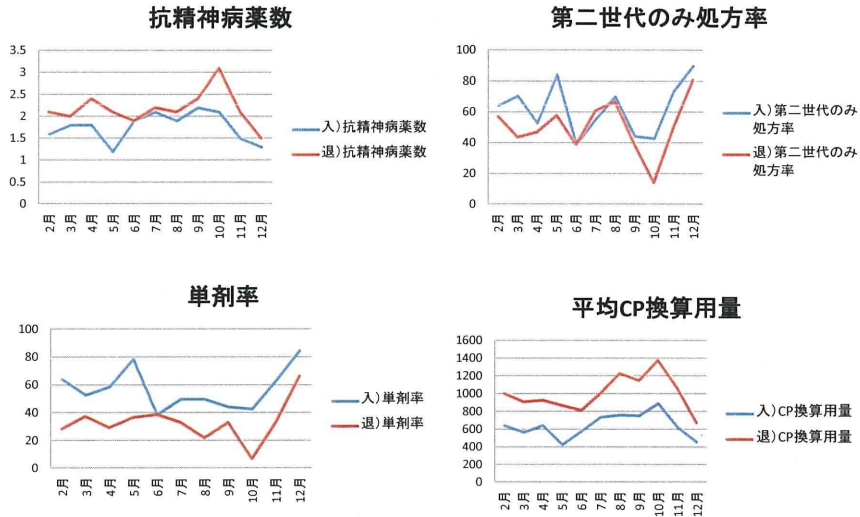 抗精神病薬数
3.5
3
2.5
2
1.5
1
0.5
0
2月
3月
4月
5月
6月
7月
8月
9月
10月
11月
12月
入)抗精神病薬数
退)抗精神病薬数
第二世代のみ処方率
100
80
60
40
20
0
2月
3月
4月
5月
6月
7月
8月
9月
10月
11月
12月
入)第二世代のみ
処方率
退)第二世代のみ
処方率
単剤率
100
80
60
40
20
0
2月
3月
4月
5月
6月
7月
8月
9月
10月
11月
12月
入)単剤率
退)単剤率
平均CP換算用量
1600
1400
1200
1000
800
600
400
200
0
2月
3月
4月
5月
6月
7月
8月
9月
10月
11月
12月
入)CP換算用量
退)CP換算用量